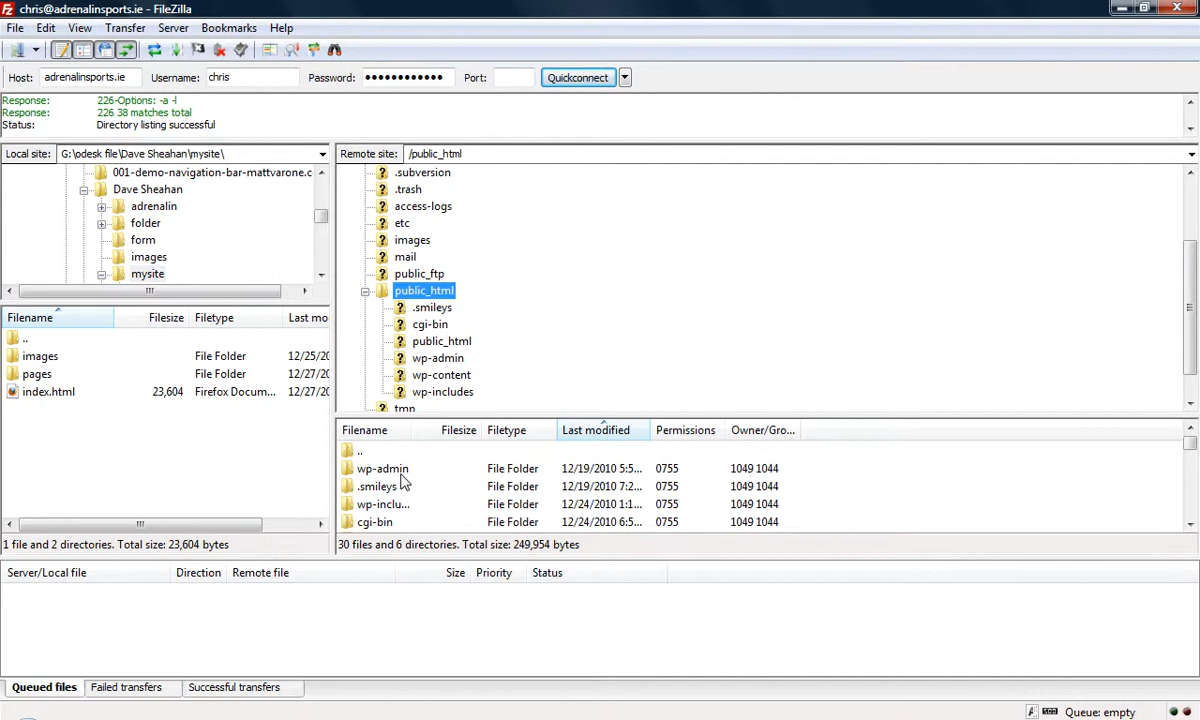 chris@adrenalinsports.ie - FileZilla
File Edit View Transfer Server Bookmarks Help
Host: adrenalinsports.ie Username: chris Password: •••••••••••• Port: Quickconnect
Response: 226-Options: -a -l
Response: 226 38 matches total
Status: Directory listing successful
Local site: G:\odesk file\Dave Sheahan\mysite\
001-demo-navigation-bar-mattvarone.c
Dave Sheahan
adrenalin
folder
form
images
mysite
Filename Filesize Filetype Last mo
..
images File Folder 12/25/20
pages File Folder 12/27/20
index.html 23,604 Firefox Docum... 12/27/20
1 file and 2 directories. Total size: 23,604 bytes
Remote site: /public_html
.subversion
.trash
access-logs
etc
images
mail
public_ftp
public_html
.smileys
cgi-bin
public_html
wp-admin
wp-content
wp-includes
tmp
Filename Filesize Filetype Last modified Permissions Owner/Gro...
..
wp-admin File Folder 12/19/2010 5:5... 0755 1049 1044
.smileys File Folder 12/19/2010 7:2... 0755 1049 1044
wp-inclu... File Folder 12/24/2010 1:1... 0755 1049 1044
cgi-bin File Folder 12/24/2010 6:5... 0755 1049 1044
30 files and 6 directories. Total size: 249,954 bytes
Server/Local file Direction Remote file Size Priority Status
Queued files Failed transfers Successful transfers
Queue: empty